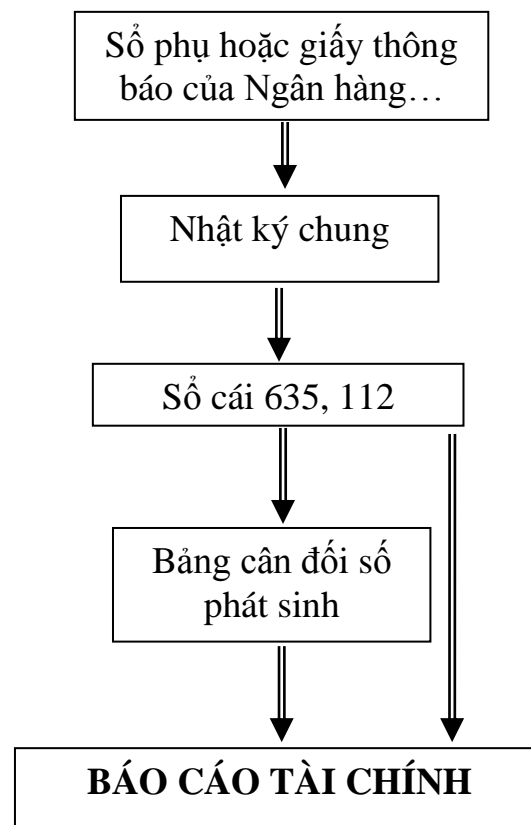 Sổ phụ hoặc giấy thông
báo của Ngân hàng…
Nhật ký chung
Sổ cái 635, 112
Bảng cân đối số
phát sinh
BÁO CÁO TÀI CHÍNH